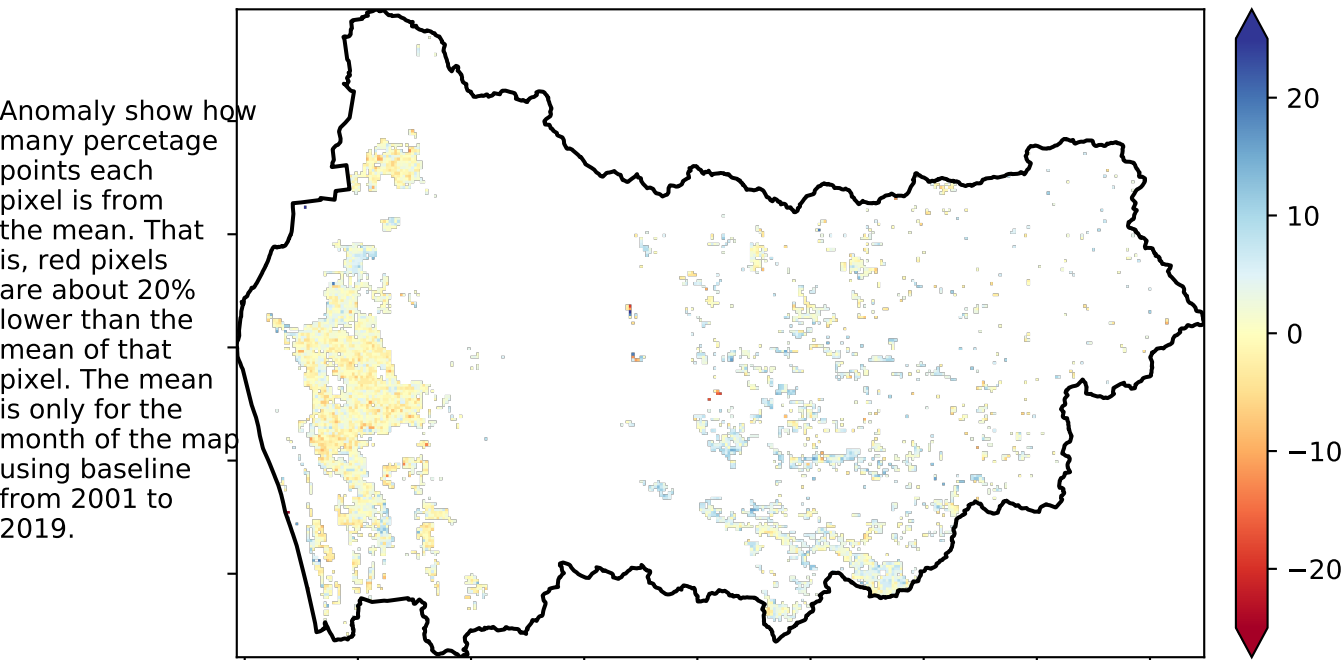 Anomaly show how
many percetage
points each
pixel is from
the mean. That
is, red pixels
are about 20%
lower than the
mean of that
pixel. The mean
is only for the
month of the map
using baseline
from 2001 to
2019.
20
10
0
−10
−20